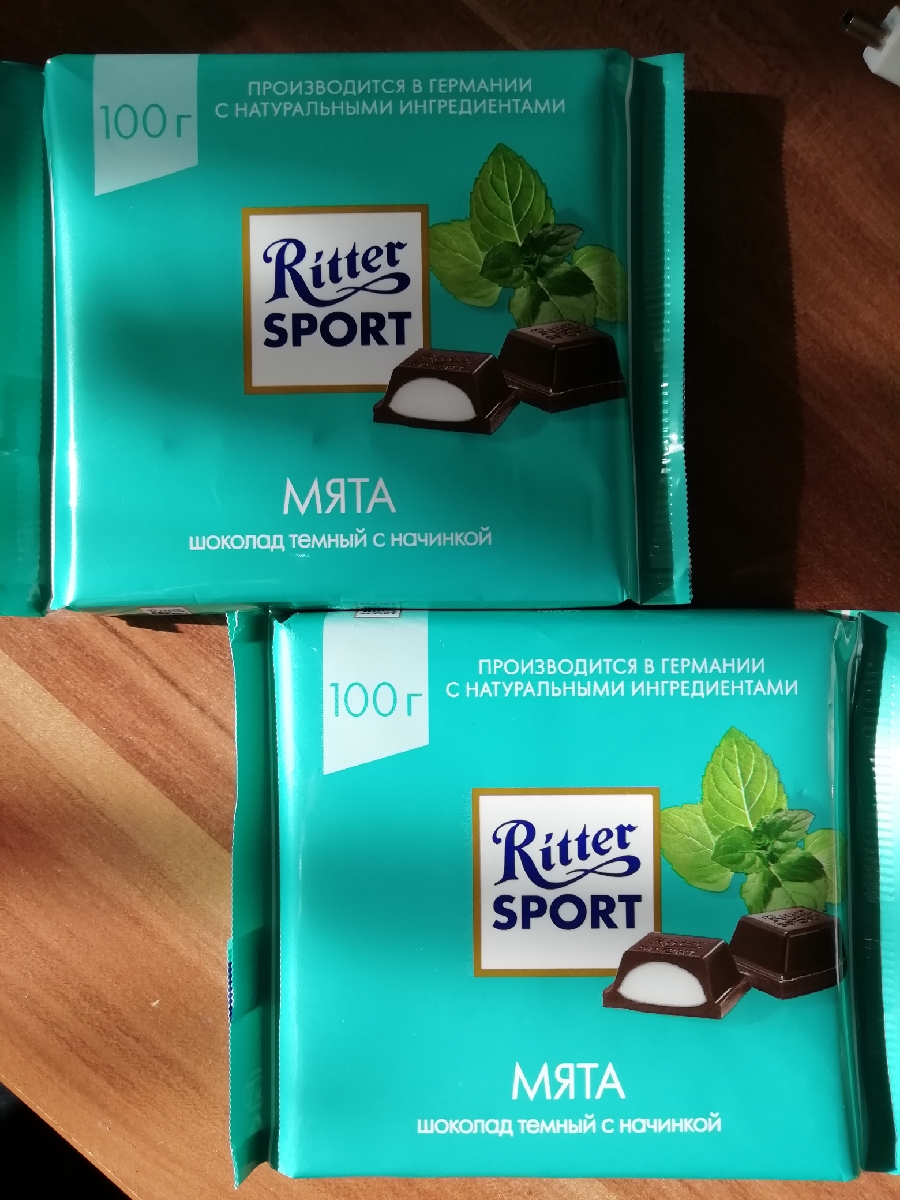 100 г
ПРОИЗВОДИТСЯ В ГЕРМАНИИ
С НАТУРАЛЬНЫМИ ИНГРЕДИЕНТАМИ
Ritter
SPORT
МЯТА
шоколад темный с начинкой
100 г
ПРОИЗВОДИТСЯ В ГЕРМАНИИ
С НАТУРАЛЬНЫМИ ИНГРЕДИЕНТАМИ
Ritter
SPORT
МЯТА
шоколад темный с начинкой